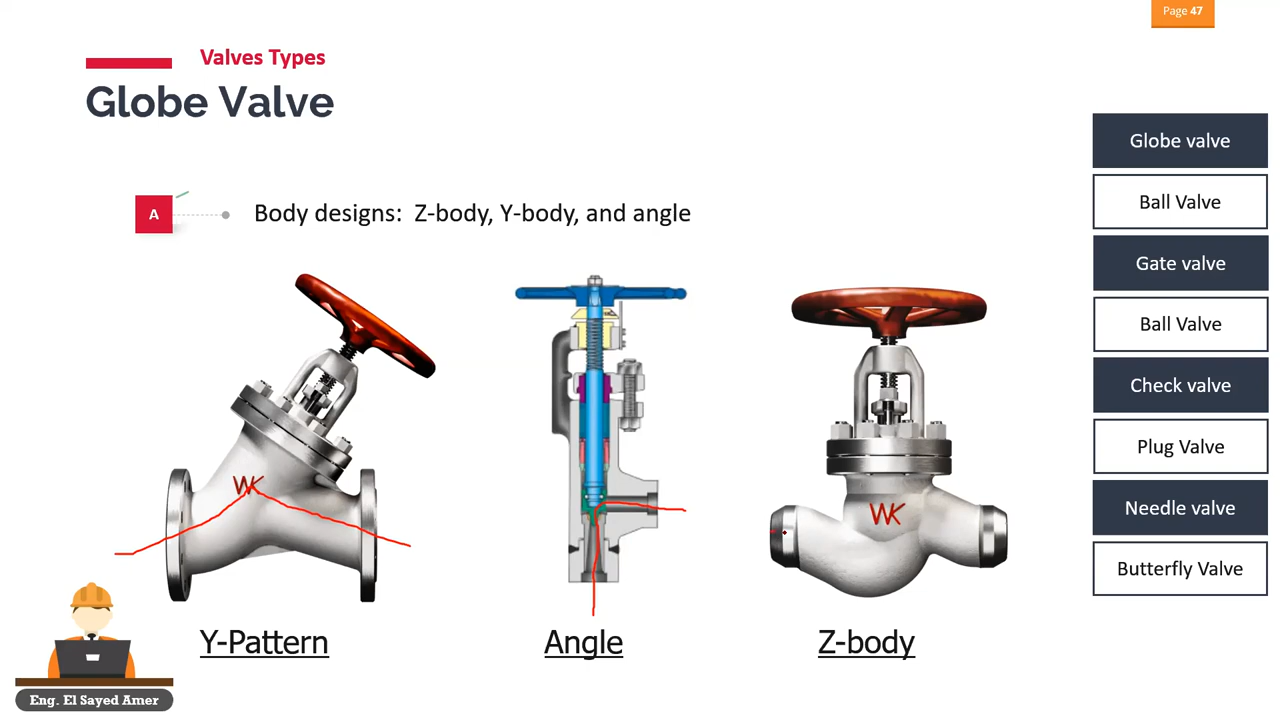 Page 47
Valves Types
Globe Valve
A
Body designs: Z-body, Y-body, and angle
Globe valve
Ball Valve
Gate valve
Ball Valve
Check valve
Plug Valve
Needle valve
Butterfly Valve
WK
WK
Y-Pattern
Angle
Z-body
Eng. El Sayed Amer